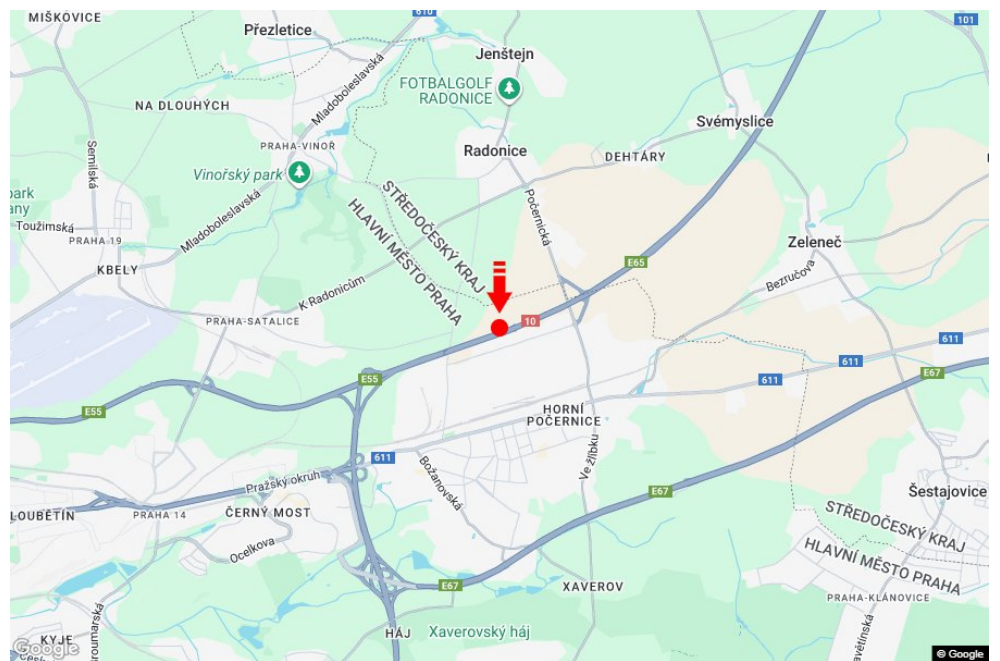 MIŠKOVICE
610
Přezletice
101
Jenštejn
FOTBALGOLF
RADONICE
NA DLOUHÝCH
Mladoboleslavská
Svémyslice
Semilská
PRAHA-VINOŘ
Radonice
DEHTÁRY
Vinořský park
park
any
Toužimská
PRAHA 19
Mladoboleslavská
KBELY
STŘEDOČESKÝ KRAJ
HLAVNÍ MĚSTO PRAHA
Počernická
Zeleneč
E65
Bezručova
K Radonicům
PRAHA-SATALICE
10
611
611
E55
E55
611
E67
HORNÍ
POČERNICE
611
Božanovská
Ve žlíbku
Pražský okruh
E67
Šestajovice
LOUBĚTÍN
PRAHA 14
ČERNÝ MOST
STŘEDOČESKÝ KRAJ
HLAVNÍ MĚSTO PRAHA
Ocelkova
E67
XAVEROV
PRAHA-KLÁNOVICE
KYJE
HÁJ
Xaverovský háj
Google
© Google